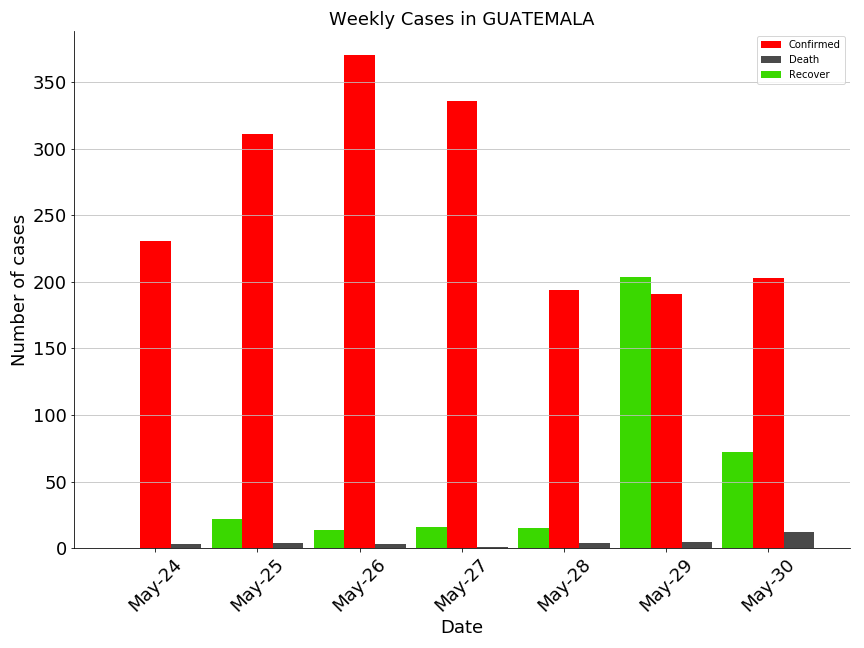 Weekly Cases in GUATEMALA
Confirmed
Death
Recover
Number of cases
350
300
250
200
150
100
50
0
May-24
May-25
May-26
May-27
May-28
May-29
May-30
Date